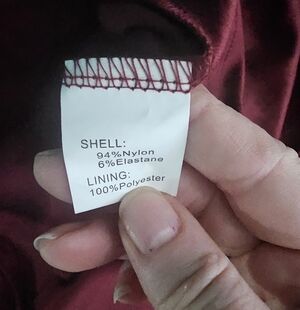 SHELL:
94%Nylon
6%Elastane
LINING:
100%Polyester